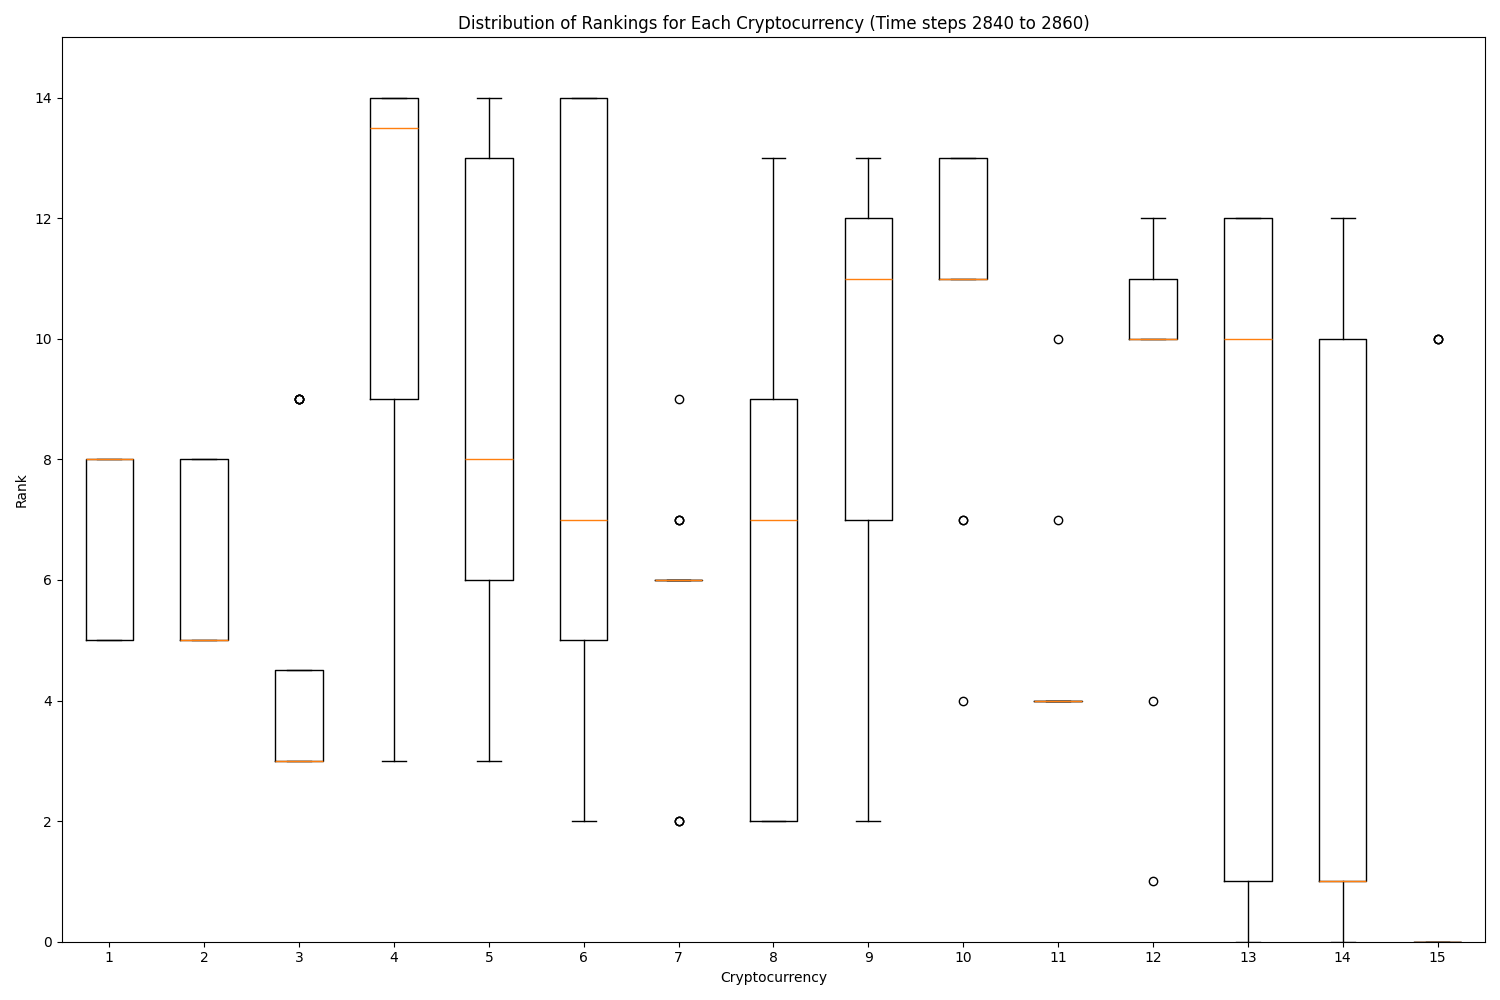 Distribution of Rankings for Each Cryptocurrency (Time steps 2840 to 2860)
14
12
10
8
6
4
2
0
Rank
1 2 3 4 5 6 7 8 9 10 11 12 13 14 15
Cryptocurrency